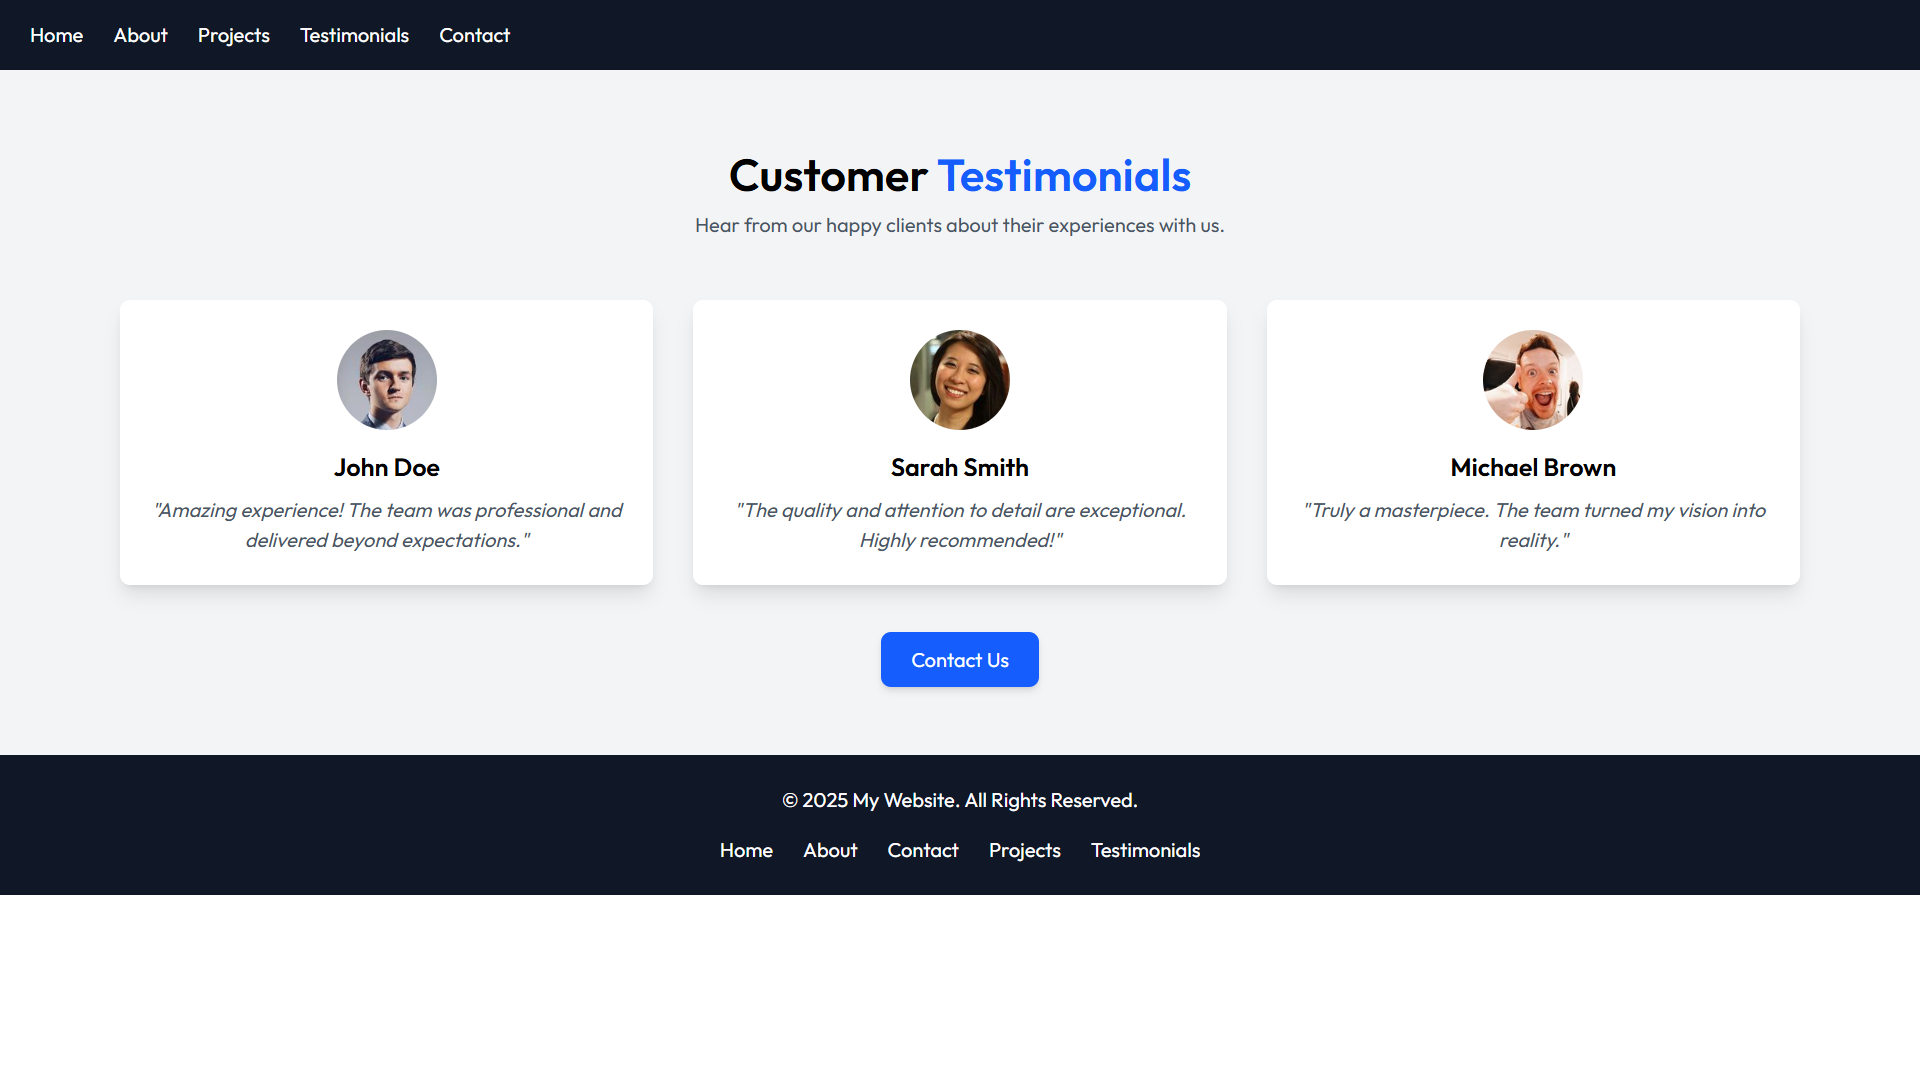 Home About Projects Testimonials Contact
Customer Testimonials
Hear from our happy clients about their experiences with us.
John Doe
"Amazing experience! The team was professional and
delivered beyond expectations."
Sarah Smith
"The quality and attention to detail are exceptional.
Highly recommended!"
Michael Brown
"Truly a masterpiece. The team turned my vision into
reality."
Contact Us
© 2025 My Website. All Rights Reserved.
Home About Contact Projects Testimonials